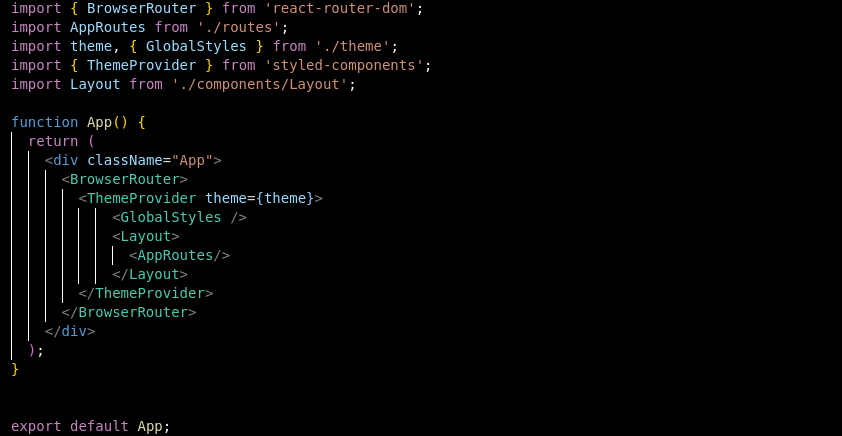 import { BrowserRouter } from 'react-router-dom';
import AppRoutes from './routes';
import theme, { GlobalStyles } from './theme';
import { ThemeProvider } from 'styled-components';
import Layout from './components/Layout';

function App() {
  return (
    <div className="App">
      <BrowserRouter>
        <ThemeProvider theme={theme}>
            <GlobalStyles />
            <Layout>
              <AppRoutes/>
            </Layout>
        </ThemeProvider>
      </BrowserRouter>
    </div>
  );
}


export default App;